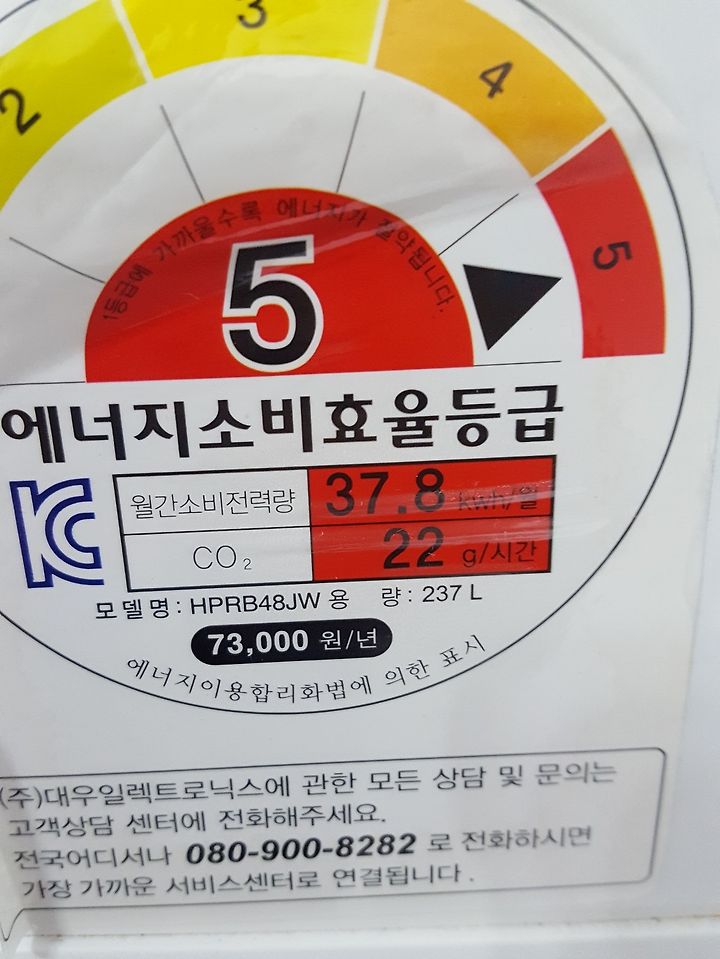 2
3
4
5
1등급에 가까울수록 에너지가 절약됩니다.
5
에너지소비효율등급
월간소비전력량 37.8 kwh/월
CO₂ 22 g/시간
모델명: HPRB48JW 용 량: 237 L
73,000 원/년
에너지이용합리화법에 의한 표시
(주)대우일렉트로닉스에 관한 모든 상담 및 문의는
고객상담 센터에 전화해주세요.
전국어디서나 080-900-8282 로 전화하시면
가장 가까운 서비스센터로 연결됩니다.